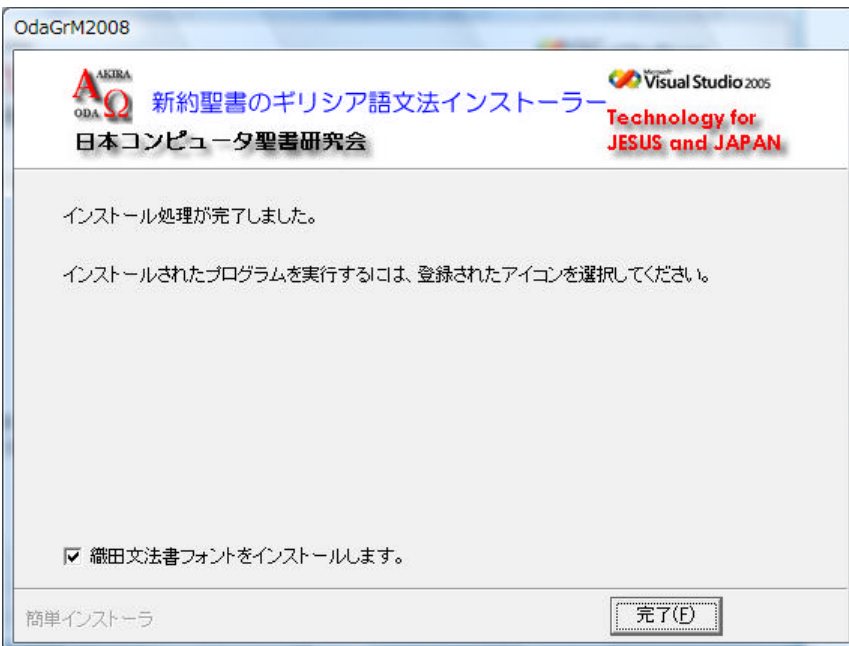 OdaGrM2008
AKIRA
ΑΩ
ODA
新約聖書のギリシア語文法インストーラー
日本コンピュータ聖書研究会
Microsoft
Visual Studio 2005
Technology for
JESUS and JAPAN
インストール処理が完了しました。
インストールされたプログラムを実行するには、登録されたアイコンを選択してください。
織田文法書フォントをインストールします。
簡単インストーラ
完了(F)